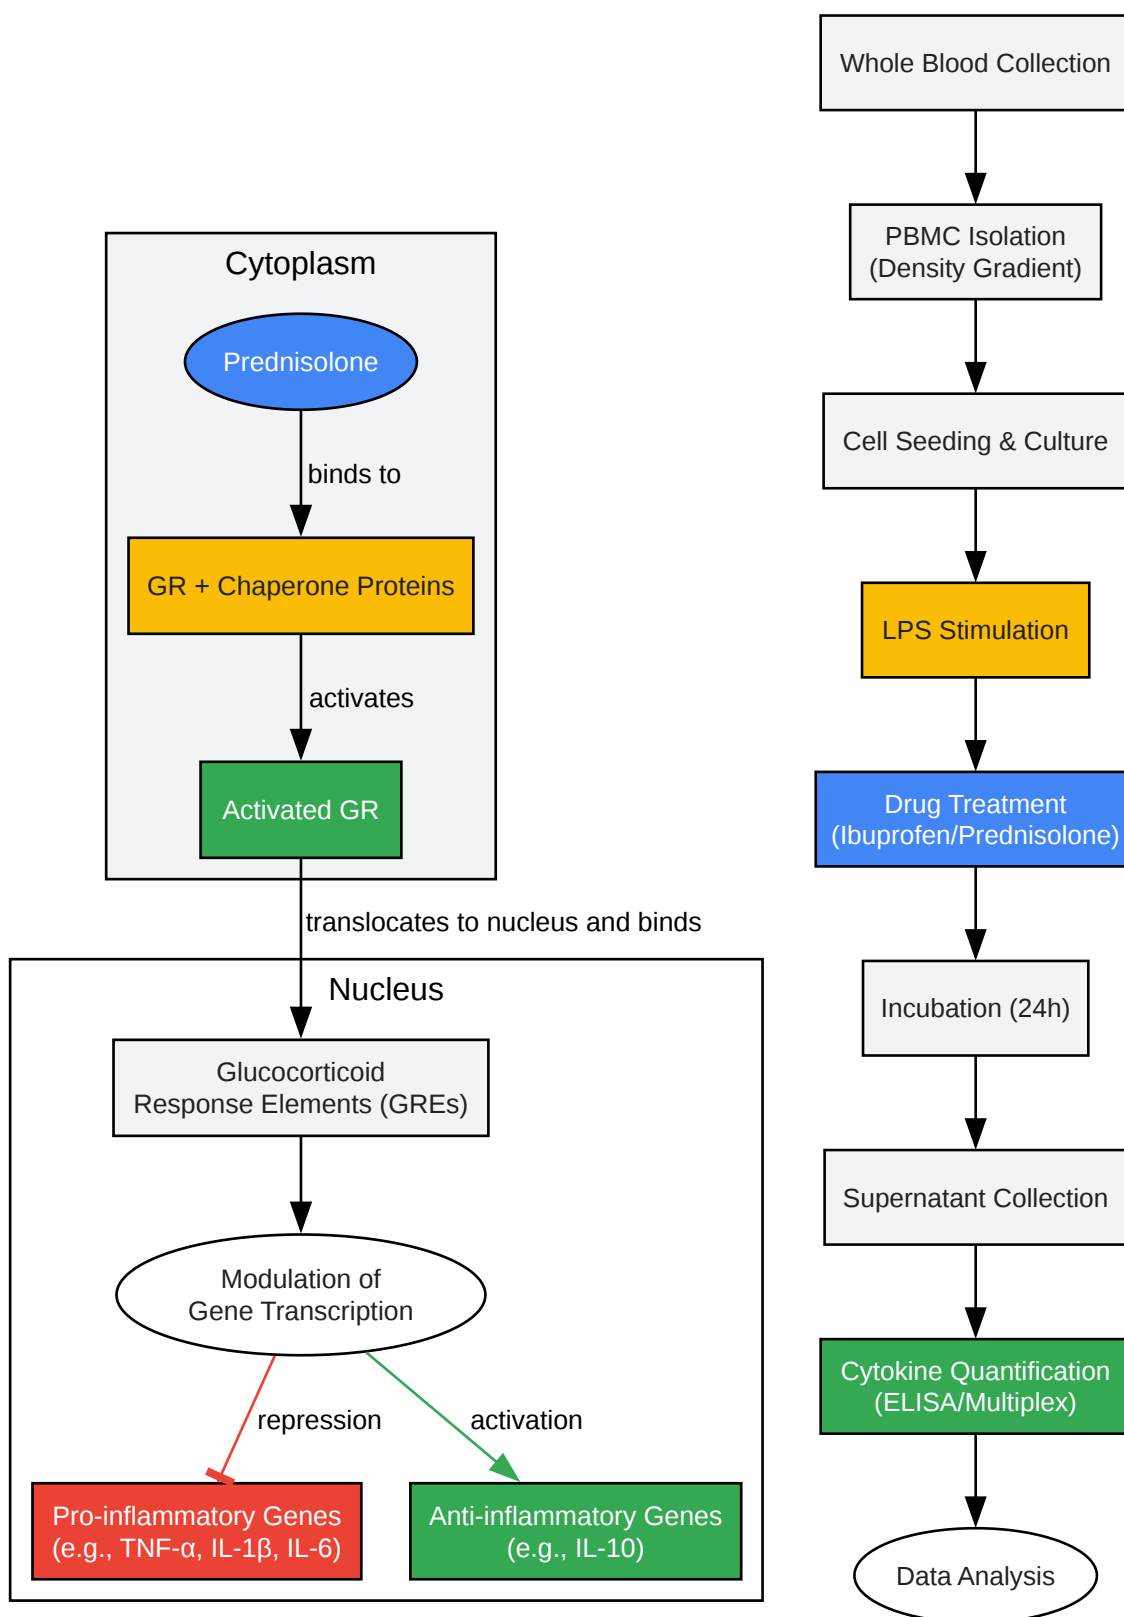 Cytoplasm
Prednisolone
binds to
GR + Chaperone Proteins
activates
Activated GR
translocates to nucleus and binds
Nucleus
Glucocorticoid
Response Elements (GREs)
Modulation of
Gene Transcription
repression
activation
Pro-inflammatory Genes
(e.g., TNF-α, IL-1β, IL-6)
Anti-inflammatory Genes
(e.g., IL-10)
Whole Blood Collection
PBMC Isolation
(Density Gradient)
Cell Seeding & Culture
LPS Stimulation
Drug Treatment
(Ibuprofen/Prednisolone)
Incubation (24h)
Supernatant Collection
Cytokine Quantification
(ELISA/Multiplex)
Data Analysis